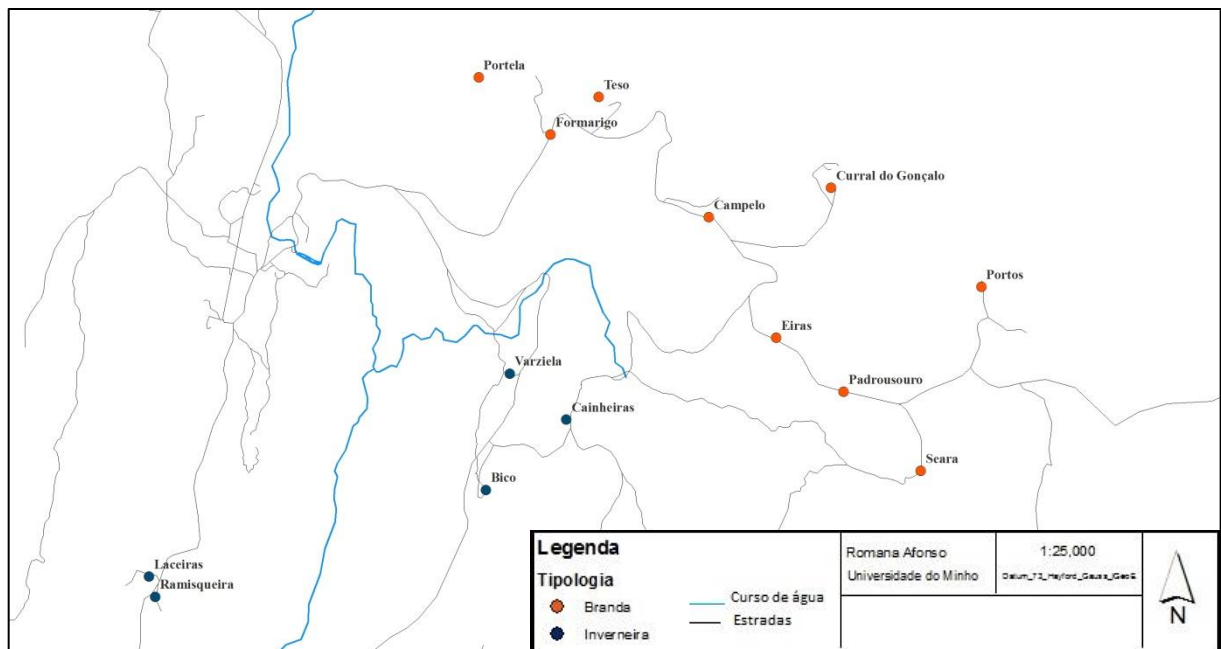 Portela
Teso
Formarigo
Curral do Gonçalo
Campelo
Portos
Eiras
Varziela
Padrousouro
Cainheiras
Seara
Bico
Laceiras
Ramisqueira
Legenda
Tipologia
Branda
Inverneira
Curso de água
Estradas
Romana Afonso
Universidade do Minho
1:25,000
Datum_73_Hayford_Gauss_IGeoE
N